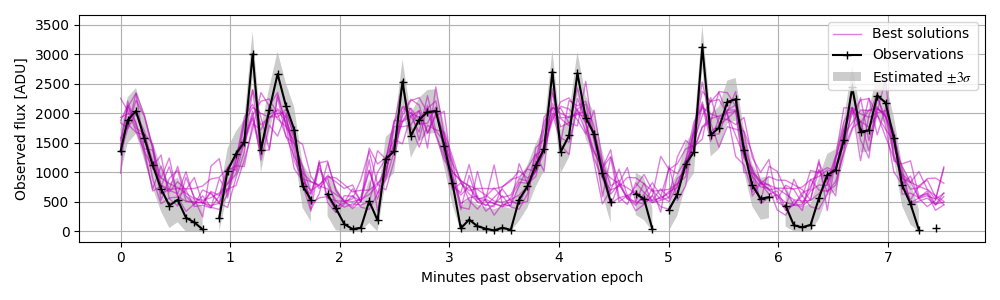 3500
3000
2500
2000
1500
1000
500
0
Observed flux [ADU]
Best solutions
Observations
Estimated ±3σ
0 1 2 3 4 5 6 7
Minutes past observation epoch